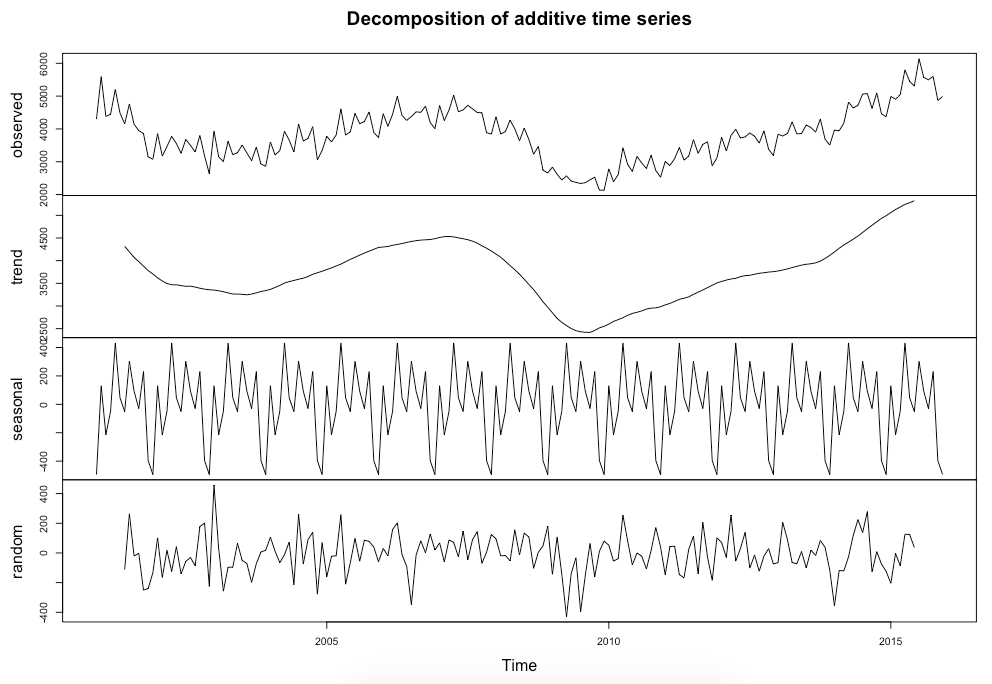 Decomposition of additive time series
observed
2000 3000 4000 5000 6000
trend
2500 3500 4500
seasonal
-400 0 200 400
random
-400 0 200 400
2005 2010 2015
Time